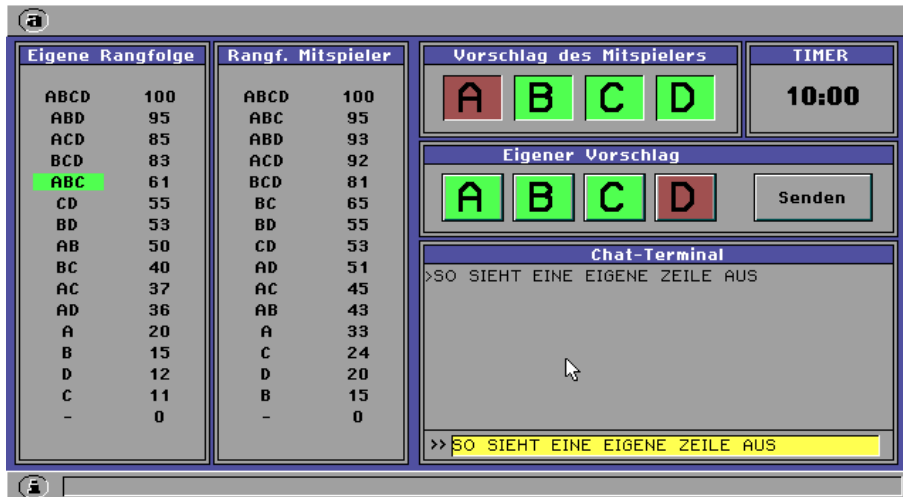 a
Eigene Rangfolge
ABCD 100
ABD 95
ACD 85
BCD 83
ABC 61
CD 55
BD 53
AB 50
BC 40
AC 37
AD 36
A 20
B 15
D 12
C 11
- 0
Rangf. Mitspieler
ABCD 100
ABC 95
ABD 93
ACD 92
BCD 81
BC 65
BD 55
CD 53
AD 51
AC 45
AB 43
A 33
C 24
D 20
B 15
- 0
Vorschlag des Mitspielers
A B C D
TIMER
10:00
Eigener Vorschlag
A B C D
Senden
Chat-Terminal
>SO SIEHT EINE EIGENE ZEILE AUS
>> SO SIEHT EINE EIGENE ZEILE AUS
i